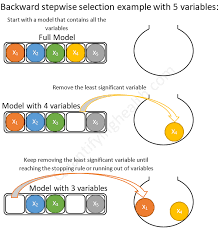 Backward stepwise selection example with 5 variables:
Start with a model that contains all the
variables
Full Model
X₁ X₂ X₃ X₄ X₅
Remove the least significant variable
Model with 4 variables
X₁ X₂ X₃ X₅
X₄
Keep removing the least significant variable until
reaching the stopping rule or running out of variables
Model with 3 variables
X₂ X₃ X₅
X₁ X₄